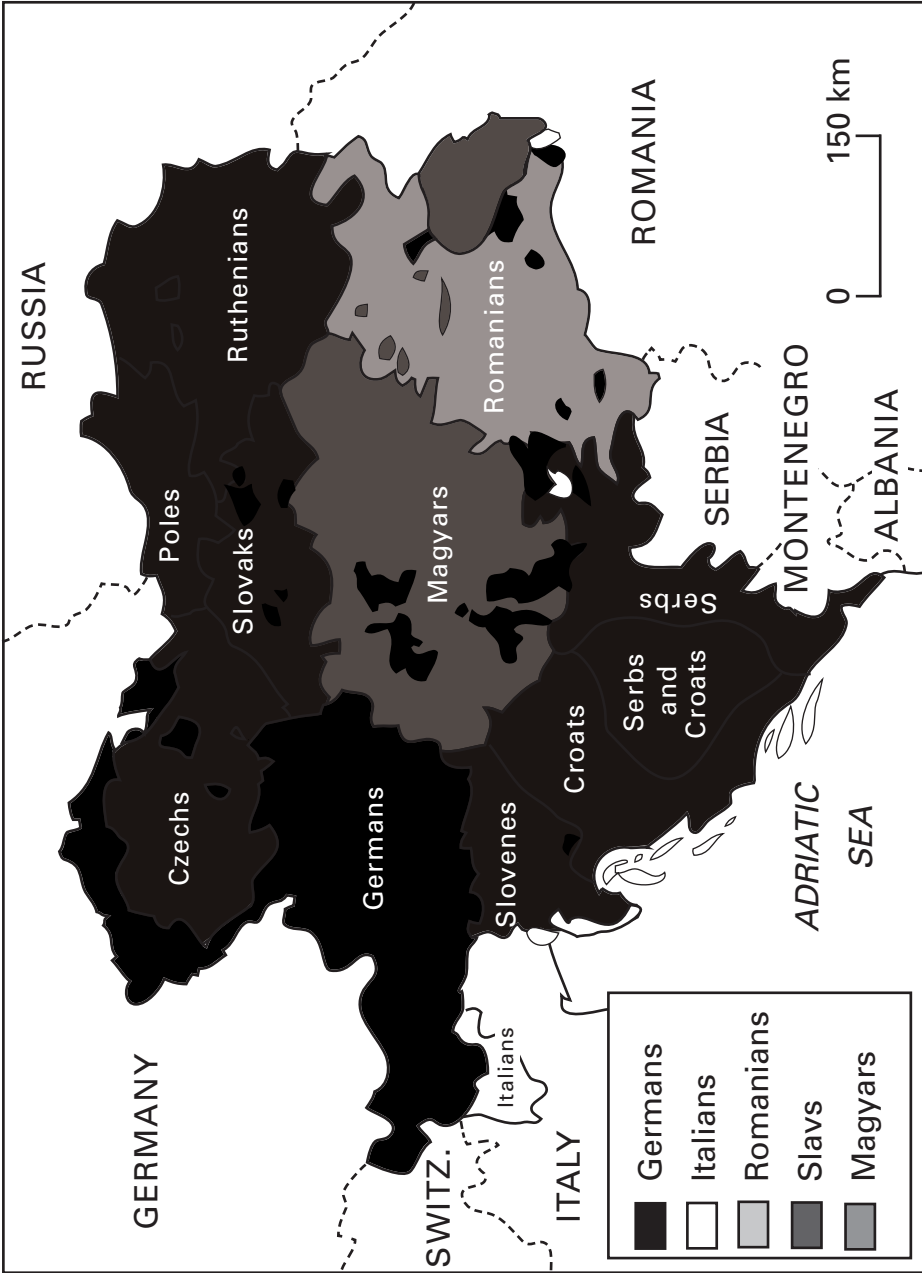 RUSSIA
GERMANY
Ruthenians
Poles
Slovaks
Czechs
Germans
Magyars
Romanians
ROMANIA
SWITZ.
Italians
ITALY
Slovenes
Croats
Serbs
and
Croats
Serbs
SERBIA
MONTENEGRO
ALBANIA
ADRIATIC
SEA
0 150 km
Germans
Italians
Romanians
Slavs
Magyars